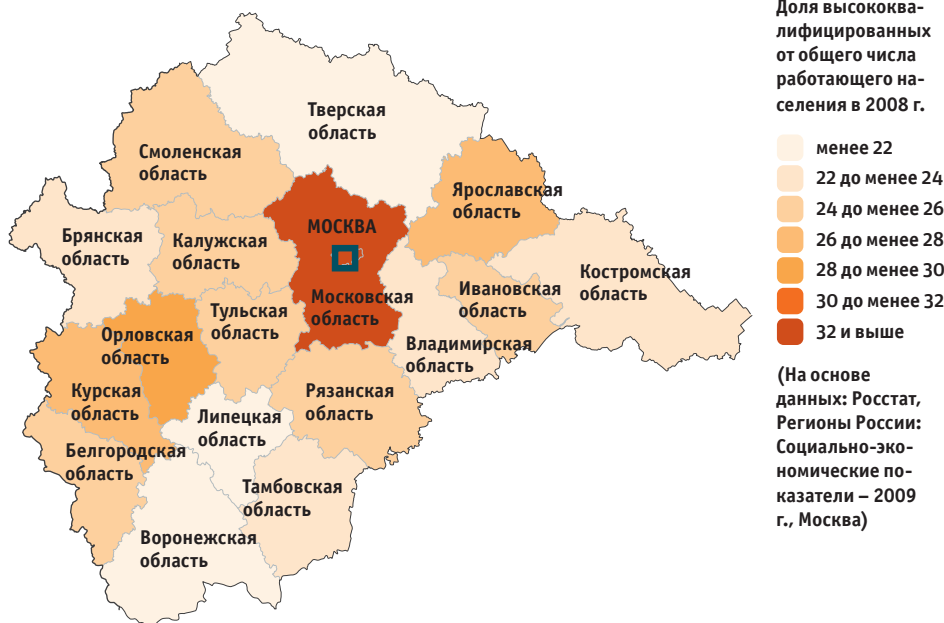 Тверская
область
Смоленская
область
Ярославская
область
МОСКВА
Брянская
область
Калужская
область
Костромская
область
Ивановская
область
Московская
область
Тульская
область
Орловская
область
Владимирская
область
Курская
область
Рязанская
область
Липецкая
область
Белгородская
область
Тамбовская
область
Воронежская
область
Доля высококва-
лифицированных
от общего числа
работающего на-
селения в 2008 г.
менее 22
22 до менее 24
24 до менее 26
26 до менее 28
28 до менее 30
30 до менее 32
32 и выше
(На основе
данных: Росстат,
Регионы России:
Социально-эко-
номические по-
казатели – 2009
г., Москва)